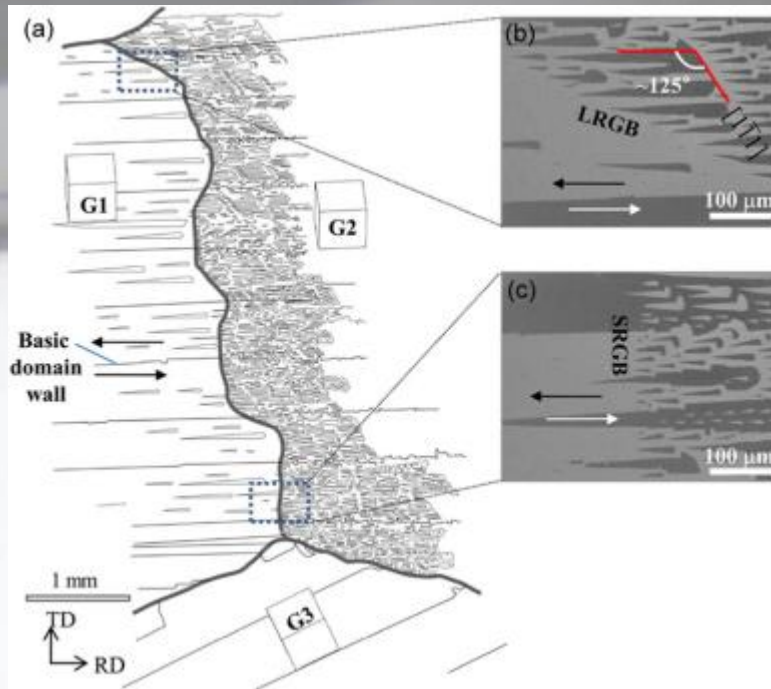 (a)
G1
G2
Basic
domain
wall
1 mm
TD
RD
G3
(b)
~125°
LRGB
100 μm
(c)
SRGB
100 μm